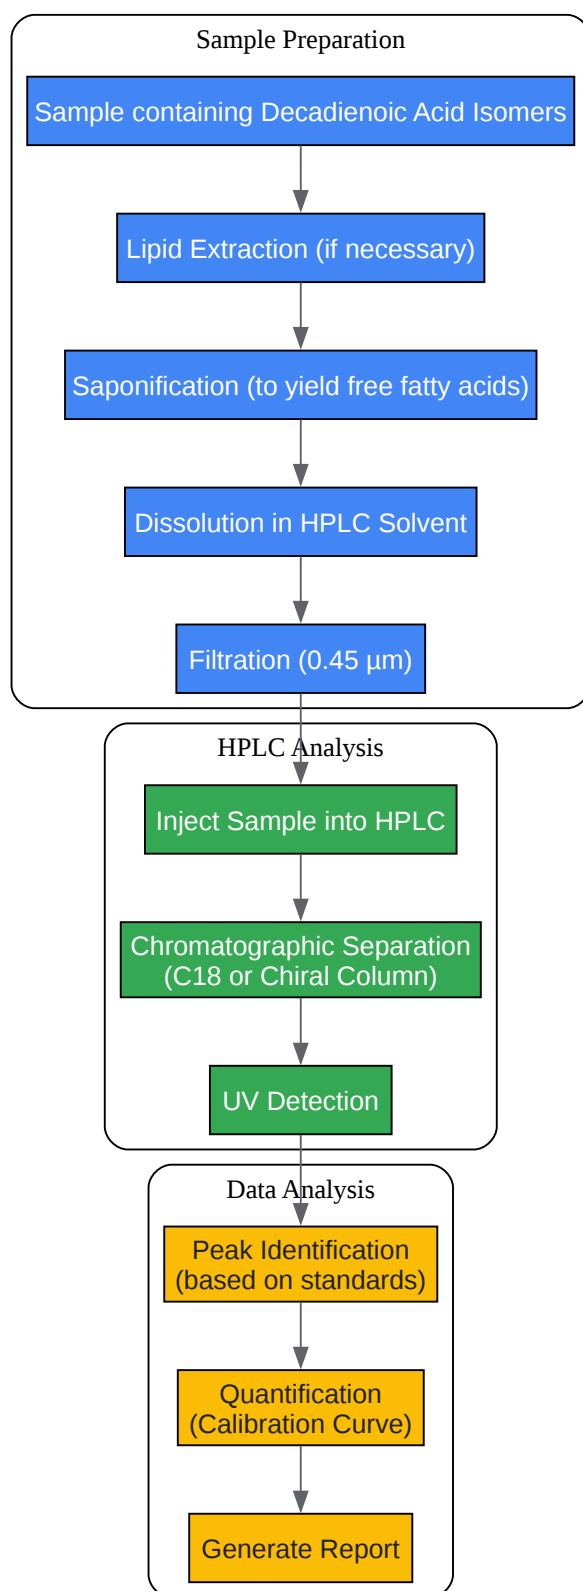 Sample Preparation
Sample containing Decadienoic Acid Isomers
Lipid Extraction (if necessary)
Saponification (to yield free fatty acids)
Dissolution in HPLC Solvent
Filtration (0.45 µm)
HPLC Analysis
Inject Sample into HPLC
Chromatographic Separation
(C18 or Chiral Column)
UV Detection
Data Analysis
Peak Identification
(based on standards)
Quantification
(Calibration Curve)
Generate Report